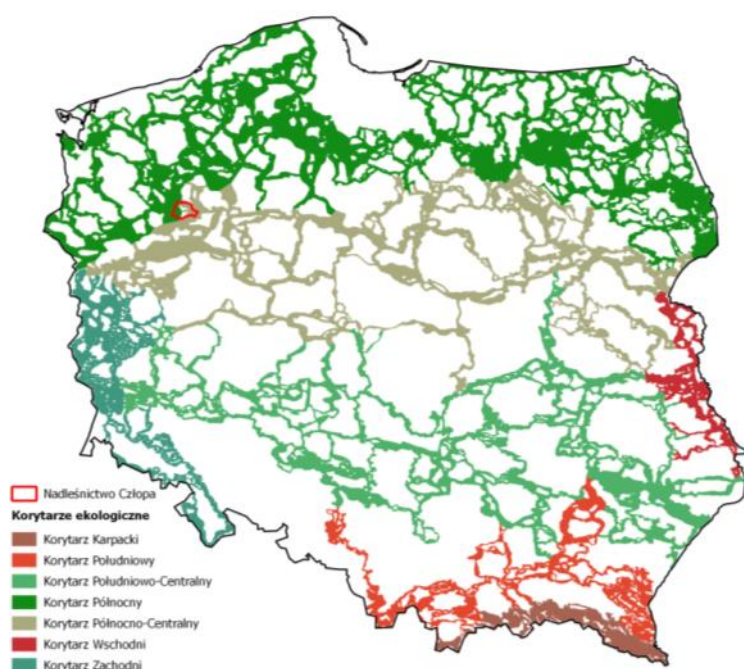 Nadleśnictwo Człopa
Korytarze ekologiczne
Korytarz Karpacki
Korytarz Południowy
Korytarz Południowo-Centralny
Korytarz Północny
Korytarz Północno-Centralny
Korytarz Wschodni
Korytarz Zachodni